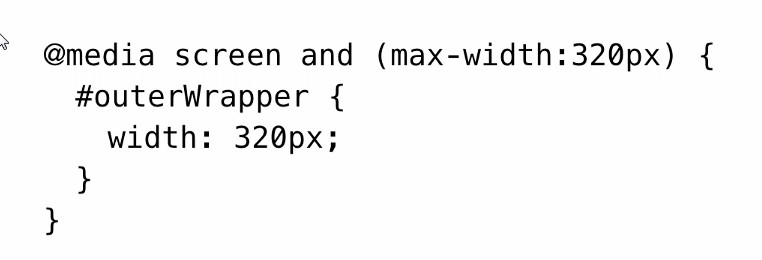 @media screen and (max-width:320px) {
#outerWrapper {
width: 320px;
}
}